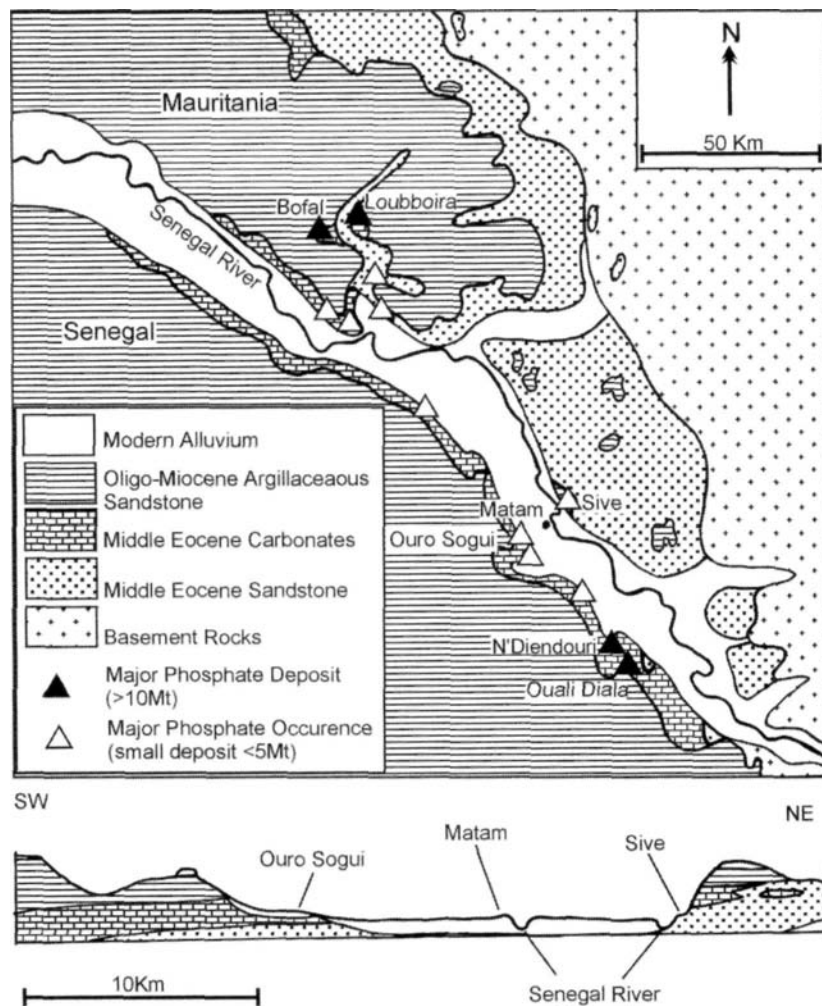 N
50 Km
Mauritania
Bofal
Loubboira
Senegal River
Senegal
Modern Alluvium
Oligo-Miocene Argillaceaous
Sandstone
Middle Eocene Carbonates
Middle Eocene Sandstone
Basement Rocks
Major Phosphate Deposit
(>10Mt)
Major Phosphate Occurence
(small deposit <5Mt)
Matam
Sive
Ouro Sogui
N'Diendouri
Ouali Diala
SW
NE
Ouro Sogui
Matam
Sive
10Km
Senegal River